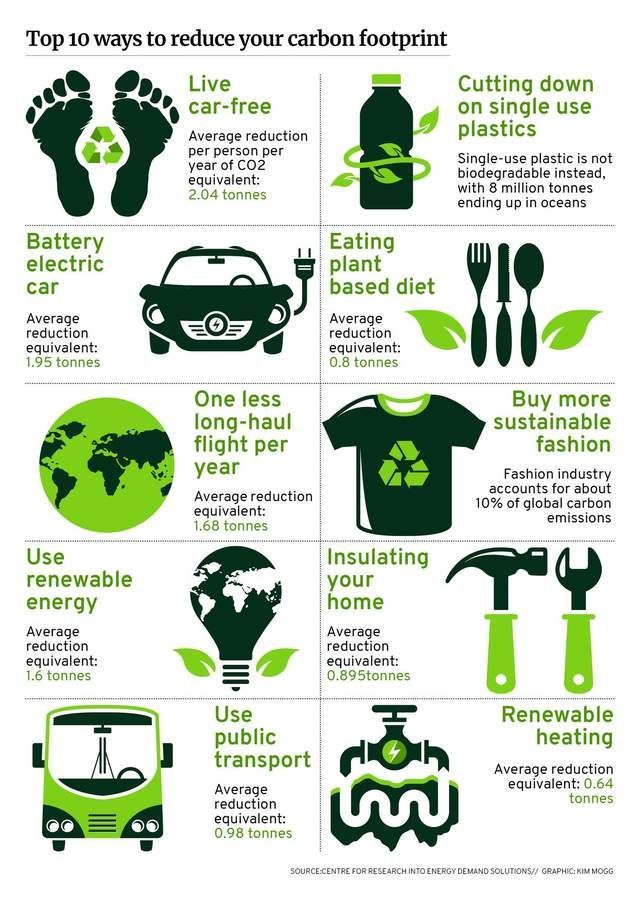 Top 10 ways to reduce your carbon footprint
Live
car-free
Average reduction
per person per
year of CO2
equivalent:
2.04 tonnes
Cutting down
on single use
plastics
Single-use plastic is not
biodegradable instead,
with 8 million tonnes
ending up in oceans
Battery
electric
car
Average
reduction
equivalent:
1.95 tonnes
Eating
plant
based diet
Average
reduction
equivalent:
0.8 tonnes
One less
long-haul
flight per
year
Average reduction
equivalent:
1.68 tonnes
Buy more
sustainable
fashion
Fashion industry
accounts for about
10% of global carbon
emissions
Use
renewable
energy
Average
reduction
equivalent:
1.6 tonnes
Insulating
your
home
Average
reduction
equivalent:
0.895tonnes
Use
public
transport
Average
reduction
equivalent:
0.98 tonnes
Renewable
heating
Average reduction
equivalent: 0.64
tonnes
SOURCE:CENTRE FOR RESEARCH INTO ENERGY DEMAND SOLUTIONS// GRAPHIC: KIM MOGG